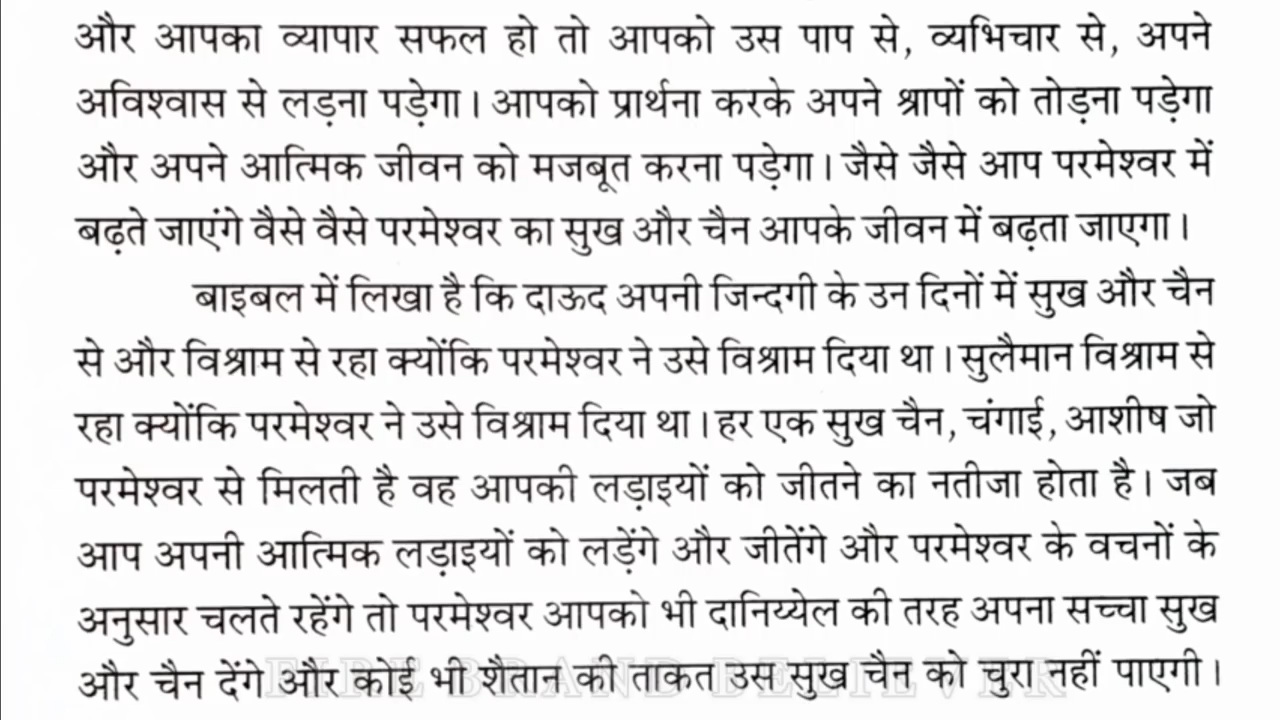 और आपका व्यापार सफल हो तो आपको उस पाप से, व्यभिचार से, अपने
अविश्वास से लड़ना पड़ेगा। आपको प्रार्थना करके अपने श्रापों को तोड़ना पड़ेगा
और अपने आत्मिक जीवन को मजबूत करना पड़ेगा। जैसे जैसे आप परमेश्वर में
बढ़ते जाएंगे वैसे वैसे परमेश्वर का सुख और चैन आपके जीवन में बढ़ता जाएगा।
बाइबल में लिखा है कि दाऊद अपनी जिन्दगी के उन दिनों में सुख और चैन
से और विश्राम से रहा क्योंकि परमेश्वर ने उसे विश्राम दिया था। सुलैमान विश्राम से
रहा क्योंकि परमेश्वर ने उसे विश्राम दिया था। हर एक सुख चैन, चंगाई, आशीष जो
परमेश्वर से मिलती है वह आपकी लड़ाइयों को जीतने का नतीजा होता है। जब
आप अपनी आत्मिक लड़ाइयों को लड़ेंगे और जीतेंगे और परमेश्वर के वचनों के
अनुसार चलते रहेंगे तो परमेश्वर आपको भी दानिय्येल की तरह अपना सच्चा सुख
और चैन देंगे और कोई भी शैतान की ताकत उस सुख चैन को चुरा नहीं पाएगी।
FIRE BRAND BELIEVER